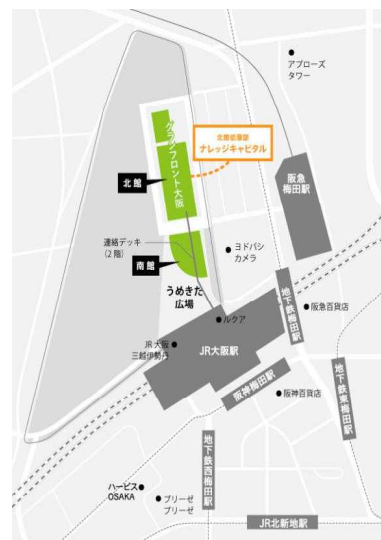 アプローズ
タワー
北館低層部
ナレッジキャピタル
グランフロント大阪
阪急
梅田駅
北館
連絡デッキ
(2階)
ヨドバシ
カメラ
南館
うめきた
広場
地下鉄梅田駅
阪急百貨店
ルクア
JR大阪
三越伊勢丹
JR大阪駅
地下鉄東梅田駅
阪神梅田駅
阪神百貨店
地下鉄西梅田駅
ハービス
OSAKA
ブリーゼ
ブリーゼ
JR北新地駅